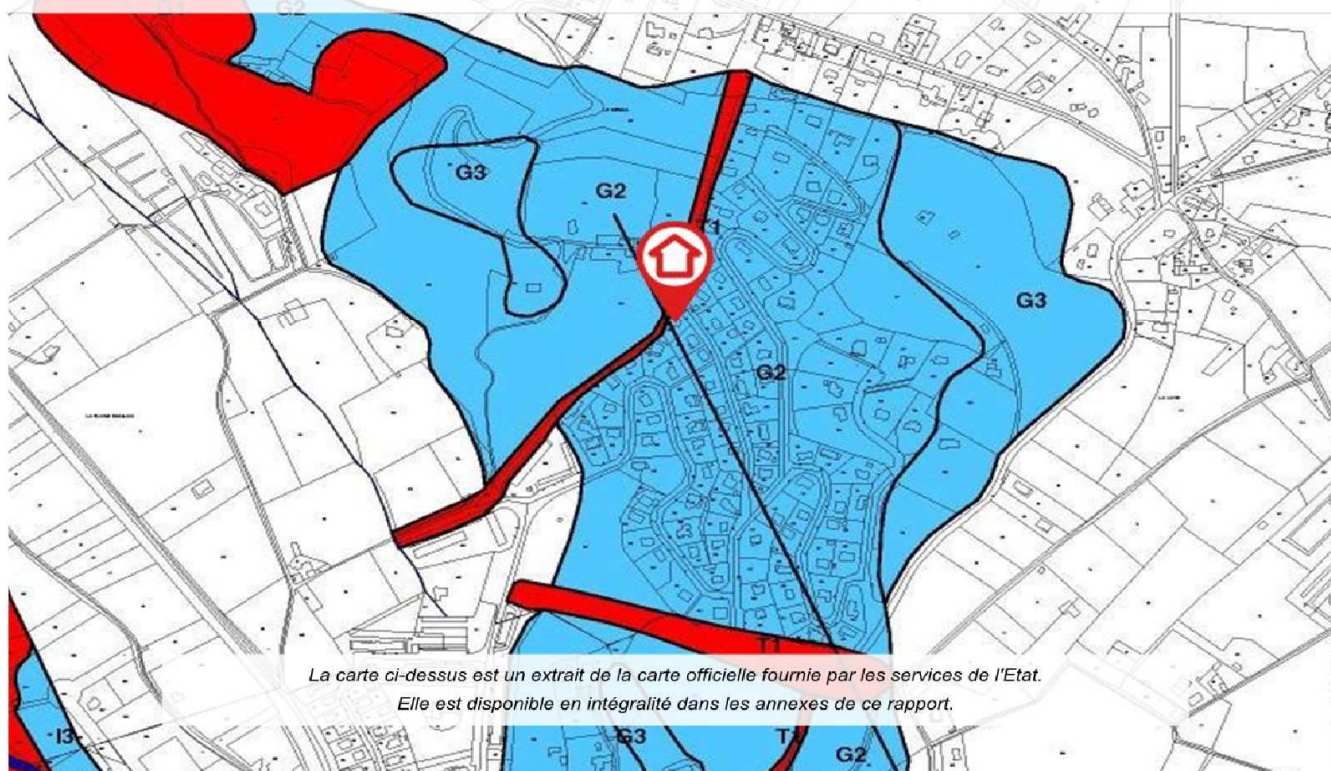 G1 G2
G3
G2
T1
G3
G2
T1
La carte ci-dessus est un extrait de la carte officielle fournie par les services de l'Etat.
Elle est disponible en intégralité dans les annexes de ce rapport.
I3
G3
T1
G2